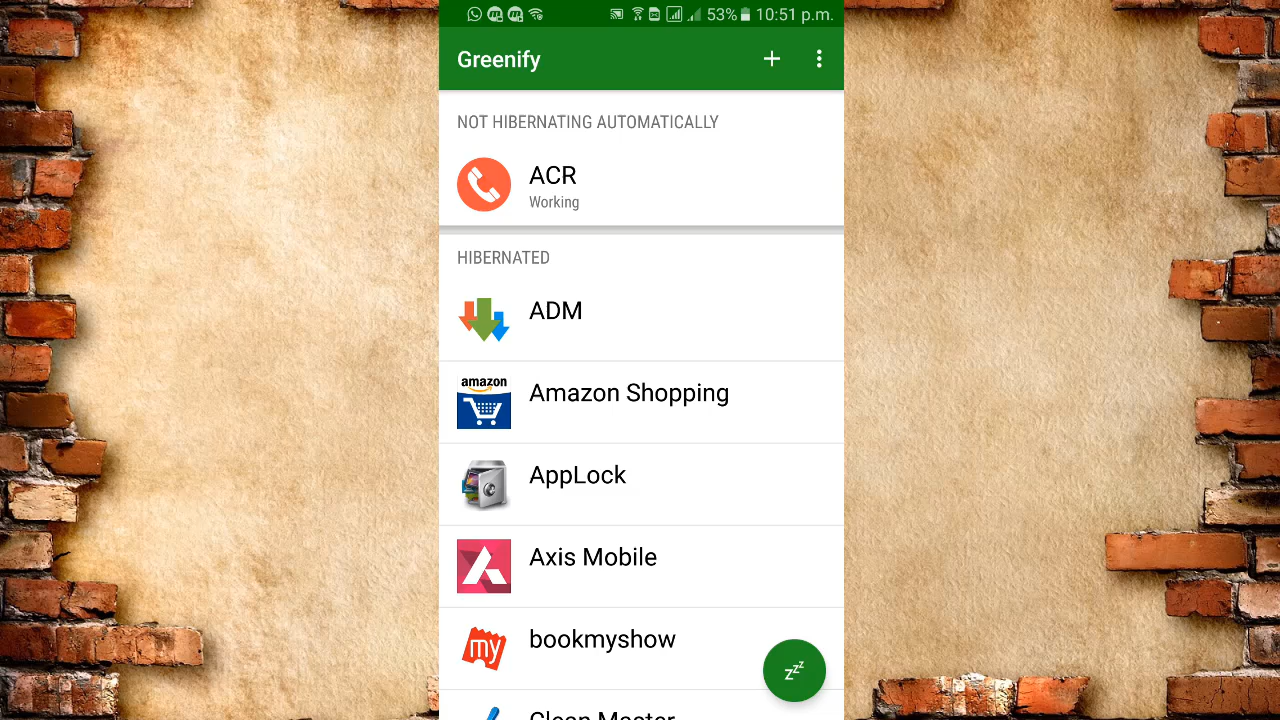 53% 10:51 p.m.
Greenify
NOT HIBERNATING AUTOMATICALLY
ACR
Working
HIBERNATED
ADM
amazon
Amazon Shopping
AppLock
Axis Mobile
my
bookmyshow
zzz
Clean Master